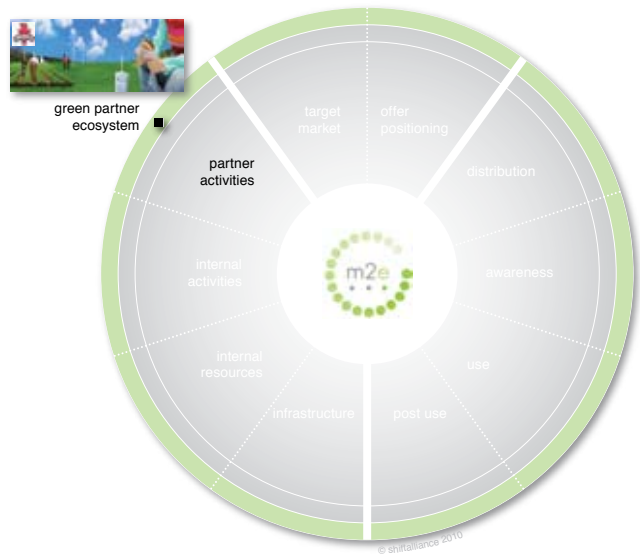 green partner
ecosystem
target
market
offer
positioning
partner
activities
distribution
internal
activities
m2e
awareness
internal
resources
use
infrastructure
post use
© shiftalliance 2010